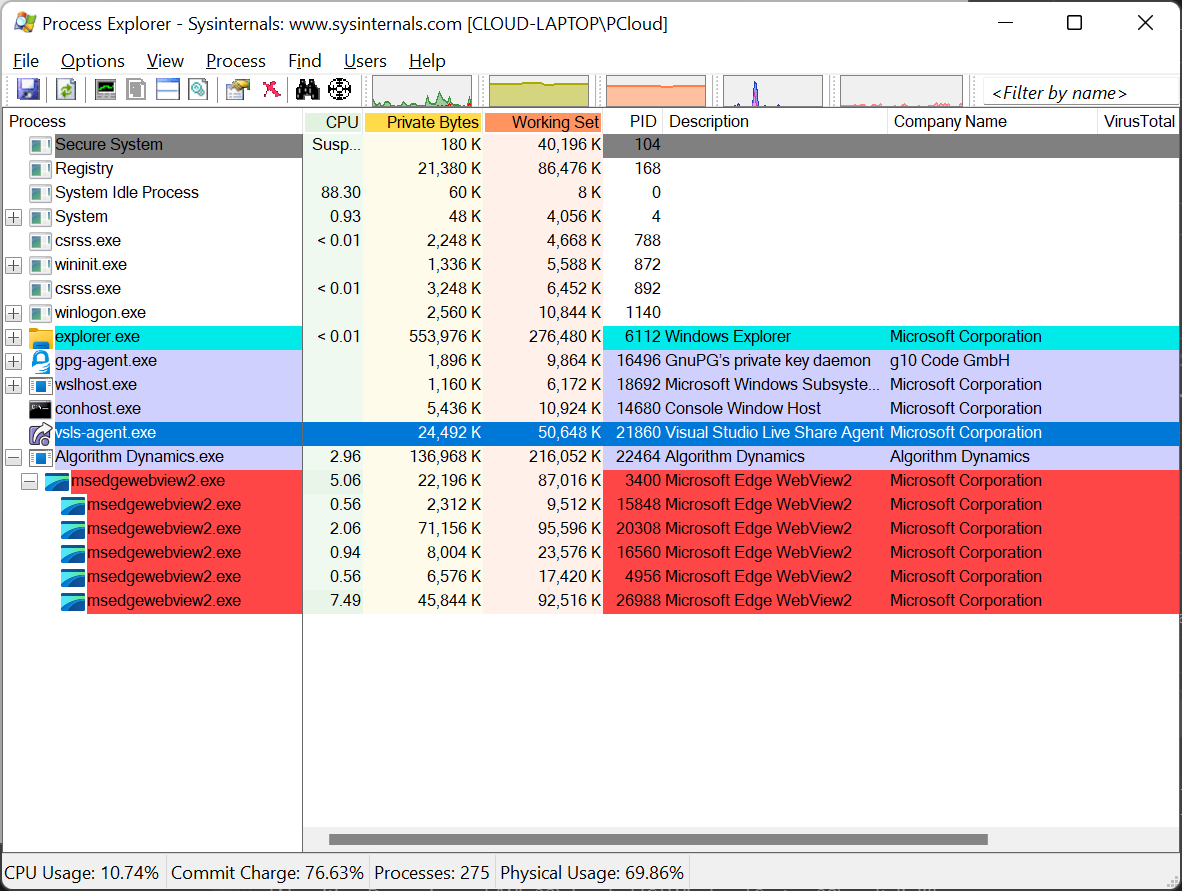 Process Explorer - Sysinternals: www.sysinternals.com [CLOUD-LAPTOP\PCloud]
File Options View Process Find Users Help
<Filter by name>
Process CPU Private Bytes Working Set PID Description Company Name VirusTotal
Secure System Susp... 180 K 40,196 K 104
Registry 21,380 K 86,476 K 168
System Idle Process 88.30 60 K 8 K 0
System 0.93 48 K 4,056 K 4
csrss.exe < 0.01 2,248 K 4,668 K 788
wininit.exe 1,336 K 5,588 K 872
csrss.exe < 0.01 3,248 K 6,452 K 892
winlogon.exe 2,560 K 10,844 K 1140
explorer.exe < 0.01 553,976 K 276,480 K 6112 Windows Explorer Microsoft Corporation
gpg-agent.exe 1,896 K 9,864 K 16496 GnuPG's private key daemon g10 Code GmbH
wslhost.exe 1,160 K 6,172 K 18692 Microsoft Windows Subsyste... Microsoft Corporation
conhost.exe 5,436 K 10,924 K 14680 Console Window Host Microsoft Corporation
vsls-agent.exe 24,492 K 50,648 K 21860 Visual Studio Live Share Agent Microsoft Corporation
Algorithm Dynamics.exe 2.96 136,968 K 216,052 K 22464 Algorithm Dynamics Algorithm Dynamics
msedgewebview2.exe 5.06 22,196 K 87,016 K 3400 Microsoft Edge WebView2 Microsoft Corporation
msedgewebview2.exe 0.56 2,312 K 9,512 K 15848 Microsoft Edge WebView2 Microsoft Corporation
msedgewebview2.exe 2.06 71,156 K 95,596 K 20308 Microsoft Edge WebView2 Microsoft Corporation
msedgewebview2.exe 0.94 8,004 K 23,576 K 16560 Microsoft Edge WebView2 Microsoft Corporation
msedgewebview2.exe 0.56 6,576 K 17,420 K 4956 Microsoft Edge WebView2 Microsoft Corporation
msedgewebview2.exe 7.49 45,844 K 92,516 K 26988 Microsoft Edge WebView2 Microsoft Corporation
CPU Usage: 10.74% Commit Charge: 76.63% Processes: 275 Physical Usage: 69.86%